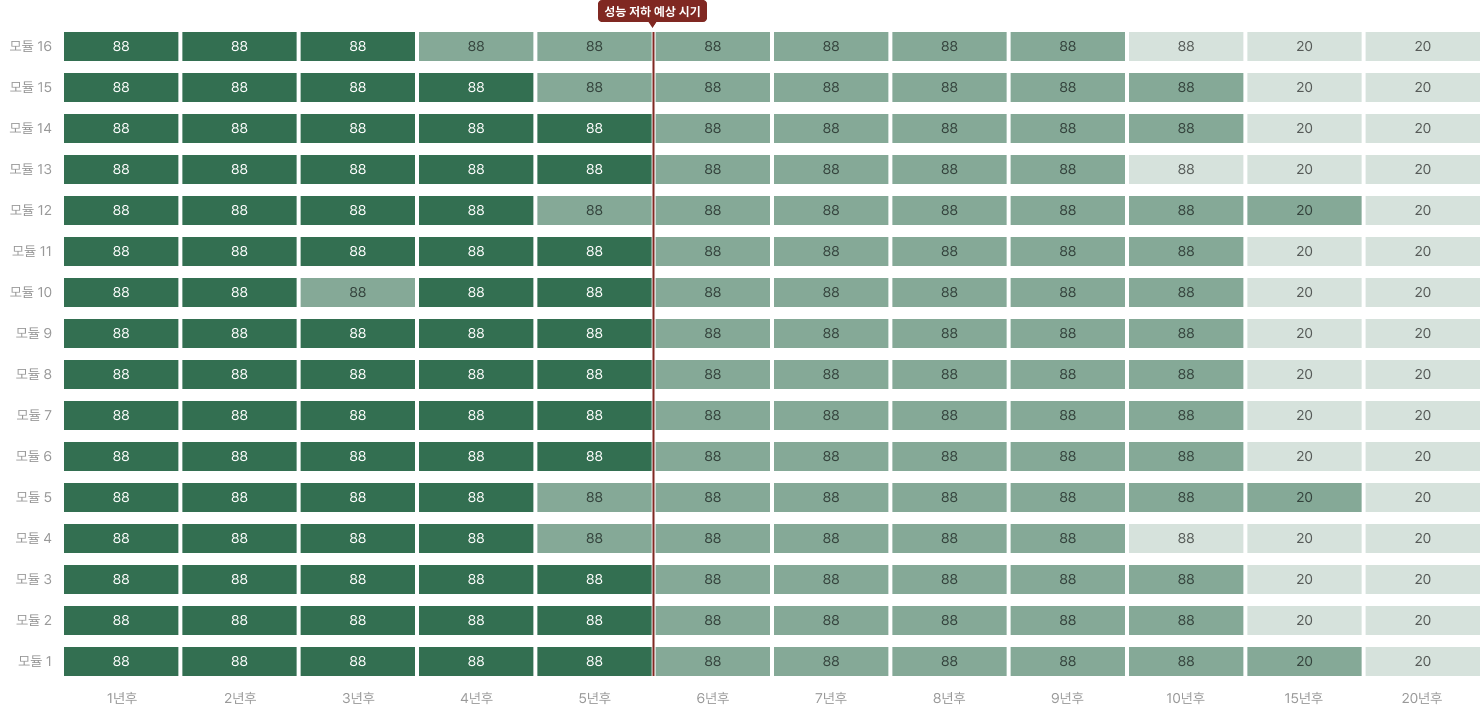 성능 저하 예상 시기
모듈 16 88 88 88 88 88 88 88 88 88 88 20 20
모듈 15 88 88 88 88 88 88 88 88 88 88 20 20
모듈 14 88 88 88 88 88 88 88 88 88 88 20 20
모듈 13 88 88 88 88 88 88 88 88 88 88 20 20
모듈 12 88 88 88 88 88 88 88 88 88 88 20 20
모듈 11 88 88 88 88 88 88 88 88 88 88 20 20
모듈 10 88 88 88 88 88 88 88 88 88 88 20 20
모듈 9 88 88 88 88 88 88 88 88 88 88 20 20
모듈 8 88 88 88 88 88 88 88 88 88 88 20 20
모듈 7 88 88 88 88 88 88 88 88 88 88 20 20
모듈 6 88 88 88 88 88 88 88 88 88 88 20 20
모듈 5 88 88 88 88 88 88 88 88 88 88 20 20
모듈 4 88 88 88 88 88 88 88 88 88 88 20 20
모듈 3 88 88 88 88 88 88 88 88 88 88 20 20
모듈 2 88 88 88 88 88 88 88 88 88 88 20 20
모듈 1 88 88 88 88 88 88 88 88 88 88 20 20
1년후 2년후 3년후 4년후 5년후 6년후 7년후 8년후 9년후 10년후 15년후 20년후